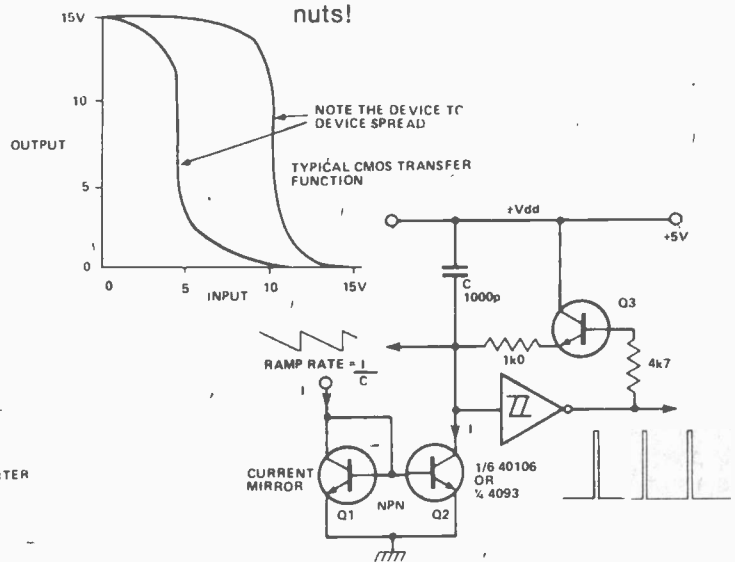 nuts!
15V
10
OUTPUT
5
0
0
5
10
15V
INPUT
NOTE THE DEVICE TO
DEVICE SPREAD
TYPICAL CMOS TRANSFER
FUNCTION
+Vdd
+5V
C
1000p
Q3
1k0
4k7
RAMP RATE = I
C
I
I
CURRENT
MIRROR
Q1
NPN
Q2
1/6 40106
OR
¼ 4093
RTER